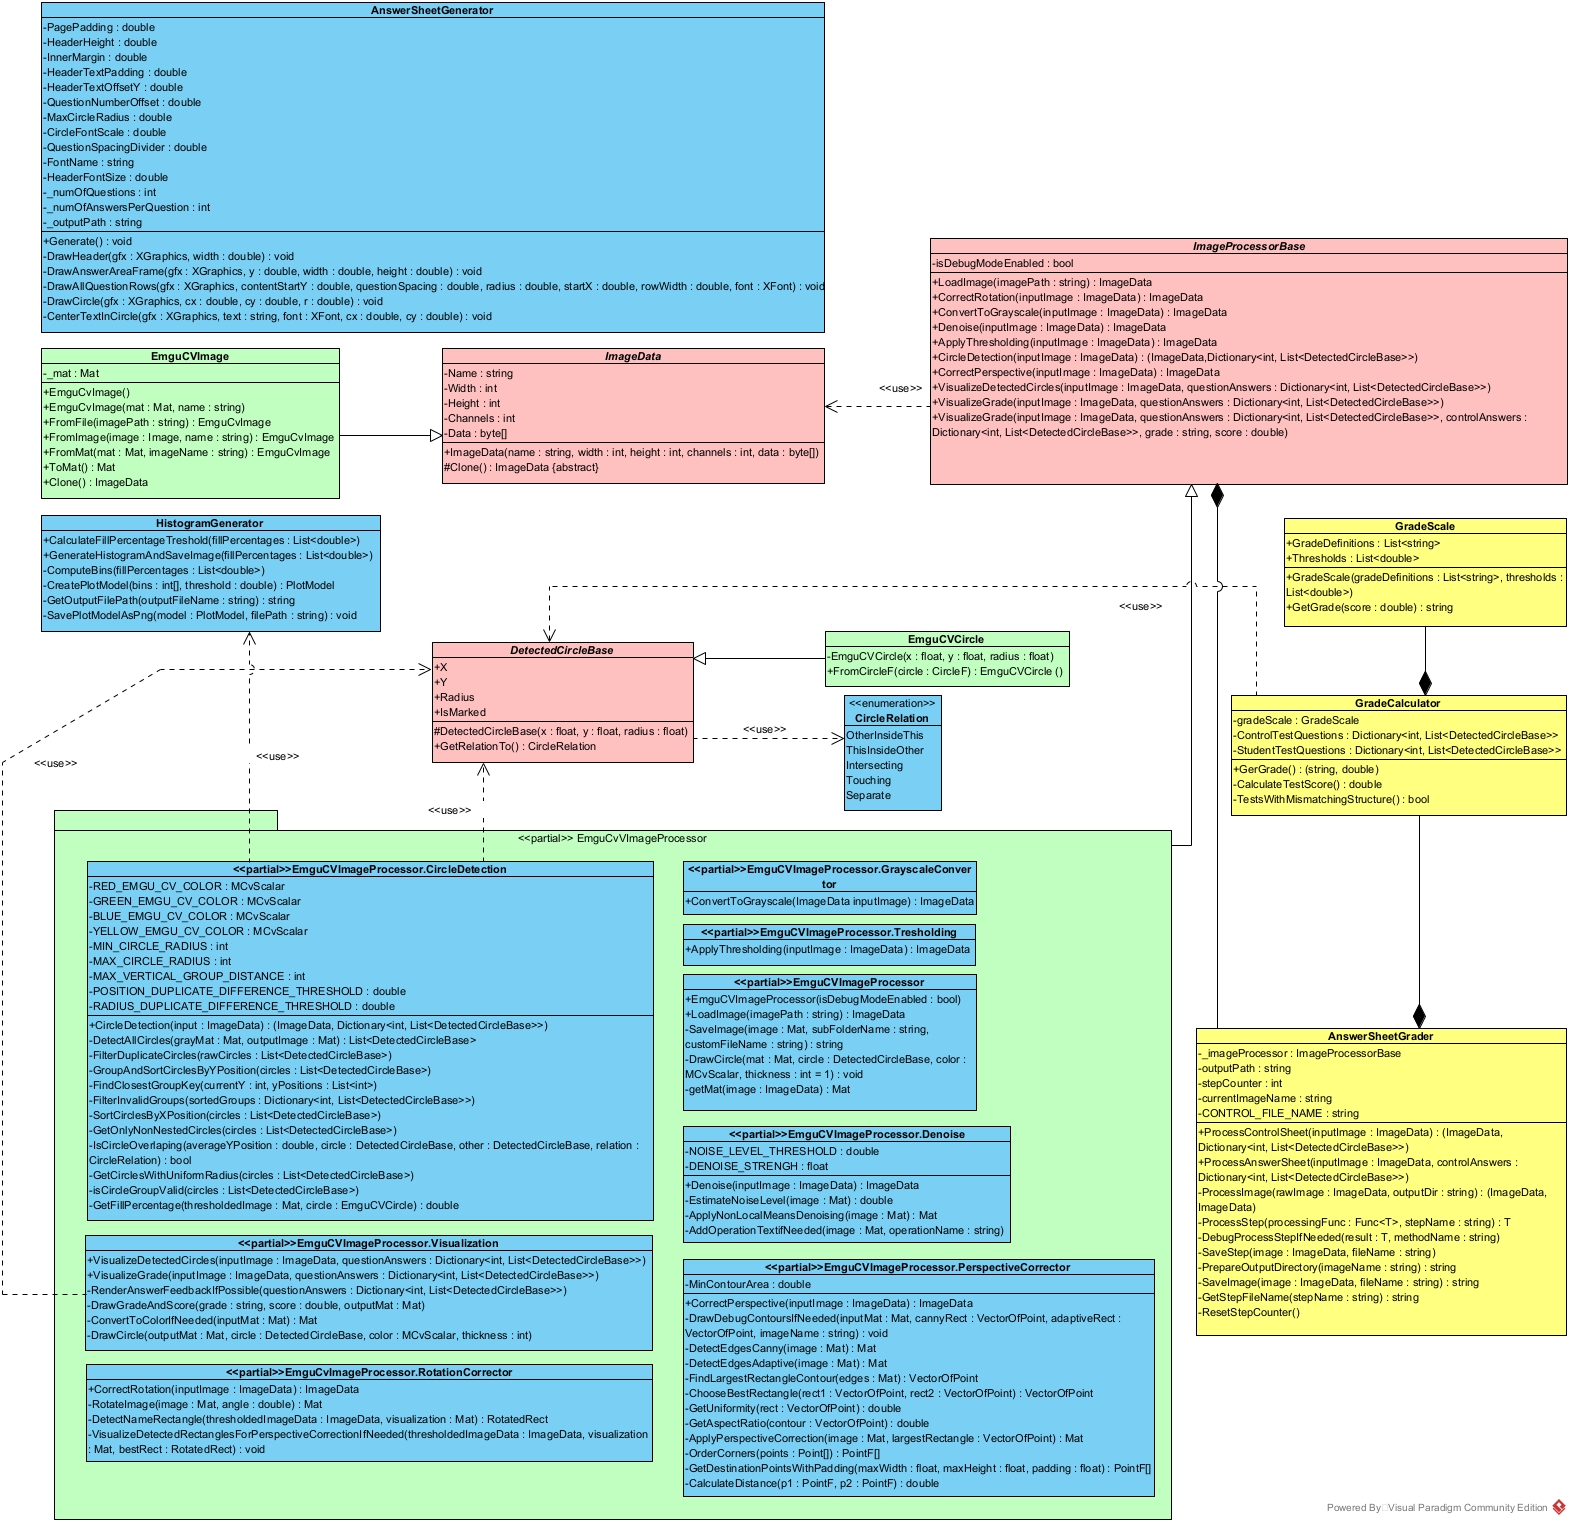 AnswerSheetGenerator
-PagePadding : double
-HeaderHeight : double
-InnerMargin : double
-HeaderTextPadding : double
-HeaderTextOffsetY : double
-QuestionNumberOffset : double
-MaxCircleRadius : double
-CircleFontScale : double
-QuestionSpacingDivider : double
-FontName : string
-HeaderFontSize : double
-_numOfQuestions : int
-_numOfAnswersPerQuestion : int
-_outputPath : string
+Generate() : void
-DrawHeader(gfx : XGraphics, width : double) : void
-DrawAnswerAreaFrame(gfx : XGraphics, y : double, width : double, height : double) : void
-DrawAllQuestionRows(gfx : XGraphics, contentStartY : double, questionSpacing : double, radius : double, startX : double, rowWidth : double, font : XFont) : void
-DrawCircle(gfx : XGraphics, cx : double, cy : double, r : double) : void
-CenterTextInCircle(gfx : XGraphics, text : string, font : XFont, cx : double, cy : double) : void
ImageProcessorBase
-isDebugModeEnabled : bool
+LoadImage(imagePath : string) : ImageData
+CorrectRotation(inputImage : ImageData) : ImageData
+ConvertToGrayscale(inputImage : ImageData) : ImageData
+Denoise(inputImage : ImageData) : ImageData
+ApplyThresholding(inputImage : ImageData) : ImageData
+CircleDetection(inputImage : ImageData) : (ImageData,Dictionary<int, List<DetectedCircleBase>>)
+CorrectPerspective(inputImage : ImageData) : ImageData
+VisualizeDetectedCircles(inputImage : ImageData, questionAnswers : Dictionary<int, List<DetectedCircleBase>>)
+VisualizeGrade(inputImage : ImageData, questionAnswers : Dictionary<int, List<DetectedCircleBase>>)
+VisualizeGrade(inputImage : ImageData, questionAnswers : Dictionary<int, List<DetectedCircleBase>>, controlAnswers :
Dictionary<int, List<DetectedCircleBase>>, grade : string, score : double)
EmguCVImage
-_mat : Mat
+EmguCvImage()
+EmguCvImage(mat : Mat, name : string)
+FromFile(imagePath : string) : EmguCvImage
+FromImage(image : Image, name : string) : EmguCvImage
+FromMat(mat : Mat, imageName : string) : EmguCvImage
+ToMat() : Mat
+Clone() : ImageData
ImageData
-Name : string
-Width : int
-Height : int
-Channels : int
-Data : byte[]
+ImageData(name : string, width : int, height : int, channels : int, data : byte[])
#Clone() : ImageData {abstract}
<<use>>
HistogramGenerator
+CalculateFillPercentageTreshold(fillPercentages : List<double>)
+GenerateHistogramAndSaveImage(fillPercentages : List<double>)
-ComputeBins(fillPercentages : List<double>)
-CreatePlotModel(bins : int[], threshold : double) : PlotModel
-GetOutputFilePath(outputFileName : string) : string
-SavePlotModelAsPng(model : PlotModel, filePath : string) : void
GradeScale
+GradeDefinitions : List<string>
+Thresholds : List<double>
+GradeScale(gradeDefinitions : List<string>, thresholds :
List<double>)
+GetGrade(score : double) : string
<<use>>
DetectedCircleBase
+X
+Y
+Radius
+IsMarked
#DetectedCircleBase(x : float, y : float, radius : float)
+GetRelationTo() : CircleRelation
EmguCVCircle
-EmguCVCircle(x : float, y : float, radius : float)
+FromCircleF(circle : CircleF) : EmguCVCircle ()
<<enumeration>>
CircleRelation
OtherInsideThis
ThisInsideOther
Intersecting
Touching
Separate
<<use>>
<<use>>
<<use>>
<<use>>
GradeCalculator
-gradeScale : GradeScale
-ControlTestQuestions : Dictionary<int, List<DetectedCircleBase>>
-StudentTestQuestions : Dictionary<int, List<DetectedCircleBase>>
+GerGrade() : (string, double)
-CalculateTestScore() : double
-TestsWithMismatchingStructure() : bool
<<partial>> EmguCvVImageProcessor
<<partial>>EmguCVImageProcessor.CircleDetection
-RED_EMGU_CV_COLOR : MCvScalar
-GREEN_EMGU_CV_COLOR : MCvScalar
-BLUE_EMGU_CV_COLOR : MCvScalar
-YELLOW_EMGU_CV_COLOR : MCvScalar
-MIN_CIRCLE_RADIUS : int
-MAX_CIRCLE_RADIUS : int
-MAX_VERTICAL_GROUP_DISTANCE : int
-POSITION_DUPLICATE_DIFFERENCE_THRESHOLD : double
-RADIUS_DUPLICATE_DIFFERENCE_THRESHOLD : double
+CircleDetection(input : ImageData) : (ImageData, Dictionary<int, List<DetectedCircleBase>>)
-DetectAllCircles(grayMat : Mat, outputImage : Mat) : List<DetectedCircleBase>
-FilterDuplicateCircles(rawCircles : List<DetectedCircleBase>)
-GroupAndSortCirclesByYPosition(circles : List<DetectedCircleBase>)
-FindClosestGroupKey(currentY : int, yPositions : List<int>)
-FilterInvalidGroups(sortedGroups : Dictionary<int, List<DetectedCircleBase>>)
-SortCirclesByXPosition(circles : List<DetectedCircleBase>)
-GetOnlyNonNestedCircles(circles : List<DetectedCircleBase>)
-IsCircleOverlaping(averageYPosition : double, circle : DetectedCircleBase, other : DetectedCircleBase, relation :
CircleRelation) : bool
-GetCirclesWithUniformRadius(circles : List<DetectedCircleBase>)
-isCircleGroupValid(circles : List<DetectedCircleBase>)
-GetFillPercentage(thresholdedImage : Mat, circle : EmguCVCircle) : double
<<partial>>EmguCVImageProcessor.Visualization
+VisualizeDetectedCircles(inputImage : ImageData, questionAnswers : Dictionary<int, List<DetectedCircleBase>>)
+VisualizeGrade(inputImage : ImageData, questionAnswers : Dictionary<int, List<DetectedCircleBase>>)
-RenderAnswerFeedbackIfPossible(questionAnswers : Dictionary<int, List<DetectedCircleBase>>)
-DrawGradeAndScore(grade : string, score : double, outputMat : Mat)
-ConvertToColorIfNeeded(inputMat : Mat) : Mat
-DrawCircle(outputMat : Mat, circle : DetectedCircleBase, color : MCvScalar, thickness : int)
<<partial>>EmguCvImageProcessor.RotationCorrector
+CorrectRotation(inputImage : ImageData) : ImageData
-RotateImage(image : Mat, angle : double) : Mat
-DetectNameRectangle(thresholdedImageData : ImageData, visualization : Mat) : RotatedRect
-VisualizeDetectedRectanglesForPerspectiveCorrectionIfNeeded(thresholdedImageData : ImageData, visualization
: Mat, bestRect : RotatedRect) : void
<<partial>>EmguCVImageProcessor.GrayscaleConver
tor
+ConvertToGrayscale(ImageData inputImage) : ImageData
<<partial>>EmguCVImageProcessor.Tresholding
+ApplyThresholding(inputImage : ImageData) : ImageData
<<partial>>EmguCVImageProcessor
+EmguCVImageProcessor(isDebugModeEnabled : bool)
+LoadImage(imagePath : string) : ImageData
-SaveImage(image : Mat, subFolderName : string,
customFileName : string) : string
-DrawCircle(mat : Mat, circle : DetectedCircleBase, color :
MCvScalar, thickness : int = 1) : void
-getMat(image : ImageData) : Mat
<<partial>>EmguCVImageProcessor.Denoise
-NOISE_LEVEL_THRESHOLD : double
-DENOISE_STRENGH : float
+Denoise(inputImage : ImageData) : ImageData
-EstimateNoiseLevel(image : Mat) : double
-ApplyNonLocalMeansDenoising(image : Mat) : Mat
-AddOperationTextifNeeded(image : Mat, operationName : string)
<<partial>>EmguCVImageProcessor.PerspectiveCorrector
-MinContourArea : double
+CorrectPerspective(inputImage : ImageData) : ImageData
-DrawDebugContoursIfNeeded(inputMat : Mat, cannyRect : VectorOfPoint, adaptiveRect :
VectorOfPoint, imageName : string) : void
-DetectEdgesCanny(image : Mat) : Mat
-DetectEdgesAdaptive(image : Mat) : Mat
-FindLargestRectangleContour(edges : Mat) : VectorOfPoint
-ChooseBestRectangle(rect1 : VectorOfPoint, rect2 : VectorOfPoint) : VectorOfPoint
-GetUniformity(rect : VectorOfPoint) : double
-GetAspectRatio(contour : VectorOfPoint) : double
-ApplyPerspectiveCorrection(image : Mat, largestRectangle : VectorOfPoint) : Mat
-OrderCorners(points : Point[]) : PointF[]
-GetDestinationPointsWithPadding(maxWidth : float, maxHeight : float, padding : float) : PointF[]
-CalculateDistance(p1 : PointF, p2 : PointF) : double
AnswerSheetGrader
-_imageProcessor : ImageProcessorBase
-outputPath : string
-stepCounter : int
-currentImageName : string
-CONTROL_FILE_NAME : string
+ProcessControlSheet(inputImage : ImageData) : (ImageData,
Dictionary<int, List<DetectedCircleBase>>)
+ProcessAnswerSheet(inputImage : ImageData, controlAnswers :
Dictionary<int, List<DetectedCircleBase>>)
-ProcessImage(rawImage : ImageData, outputDir : string) : (ImageData,
ImageData)
-ProcessStep(processingFunc : Func<T>, stepName : string) : T
-DebugProcessStepIfNeeded(result : T, methodName : string)
-SaveStep(image : ImageData, fileName : string)
-PrepareOutputDirectory(imageName : string) : string
-SaveImage(image : ImageData, fileName : string) : string
-GetStepFileName(stepName : string) : string
-ResetStepCounter()
Powered By Visual Paradigm Community Edition